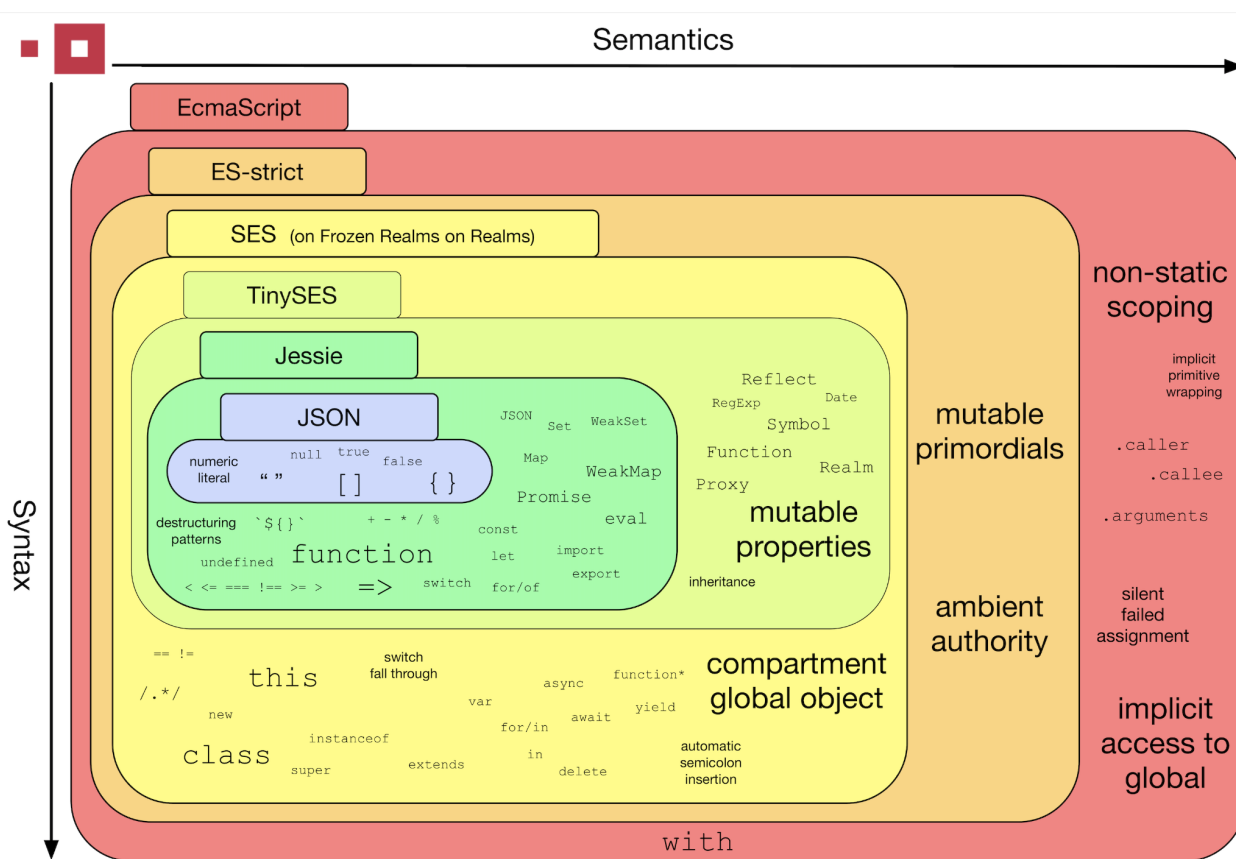 Semantics
Syntax
EcmaScript
ES-strict
SES (on Frozen Realms on Realms)
TinySES
Jessie
JSON
numeric
literal
null
true
false
“ ”
[ ]
{ }
JSON
Set
WeakSet
Map
WeakMap
Promise
eval
destructuring
patterns
`${}`
+ - * / %
const
undefined
function
let
import
export
< <= === !== >= >
=>
switch
for/of
Reflect
RegExp
Date
Symbol
Function
Realm
Proxy
mutable
properties
inheritance
== !=
/.*/
this
switch
fall through
new
var
async
function*
yield
await
for/in
instanceof
class
super
extends
in
delete
compartment
global object
automatic
semicolon
insertion
mutable
primordials
ambient
authority
non-static
scoping
implicit
primitive
wrapping
.caller
.callee
.arguments
silent
failed
assignment
implicit
access to
global
with